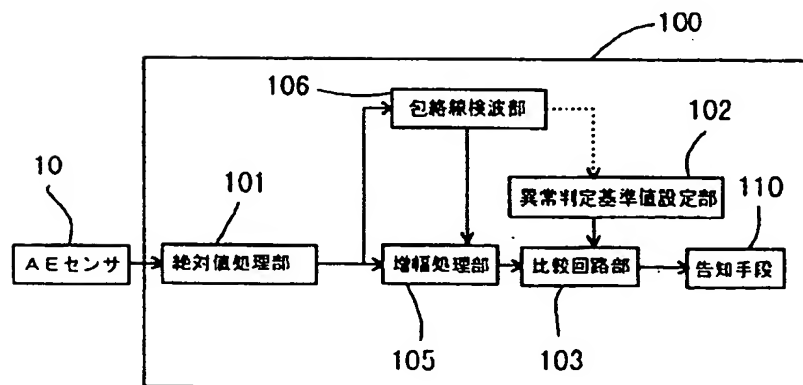 100
106
包絡線検波部
102
10
101
異常判定基準値設定部
110
AEセンサ
絶対値処理部
増幅処理部
比較回路部
告知手段
105
103